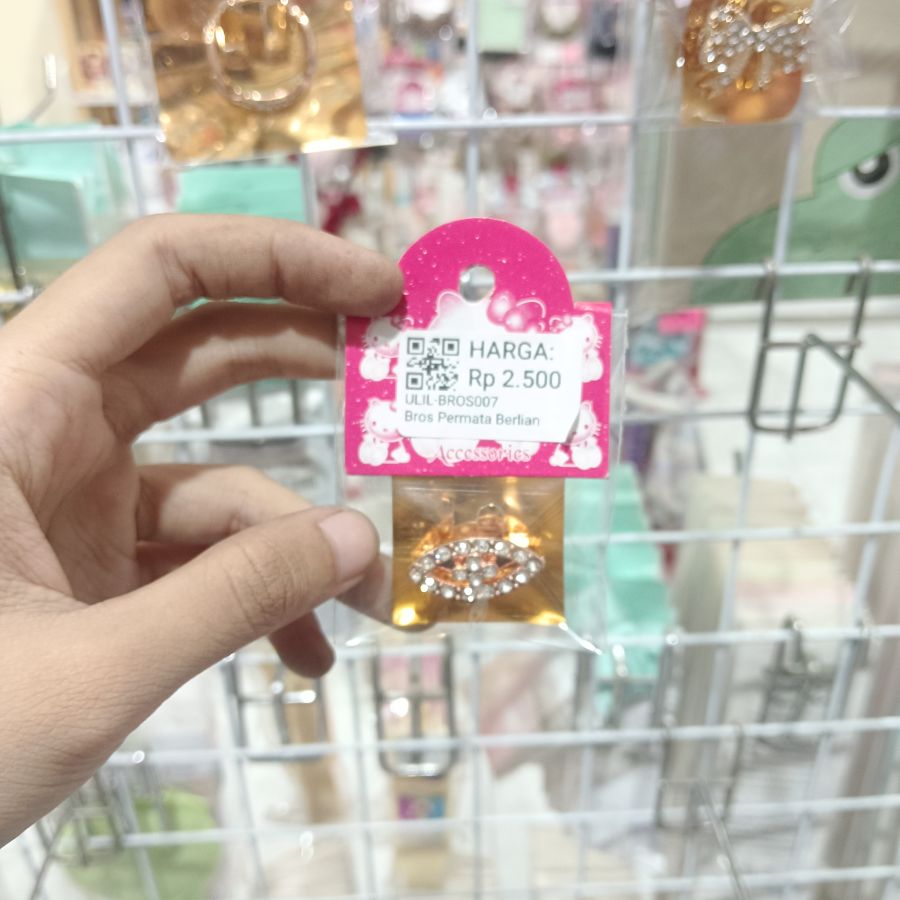 HARGA:
Rp 2.500
ULIL-BROS007
Bros Permata Berlian
Accessories